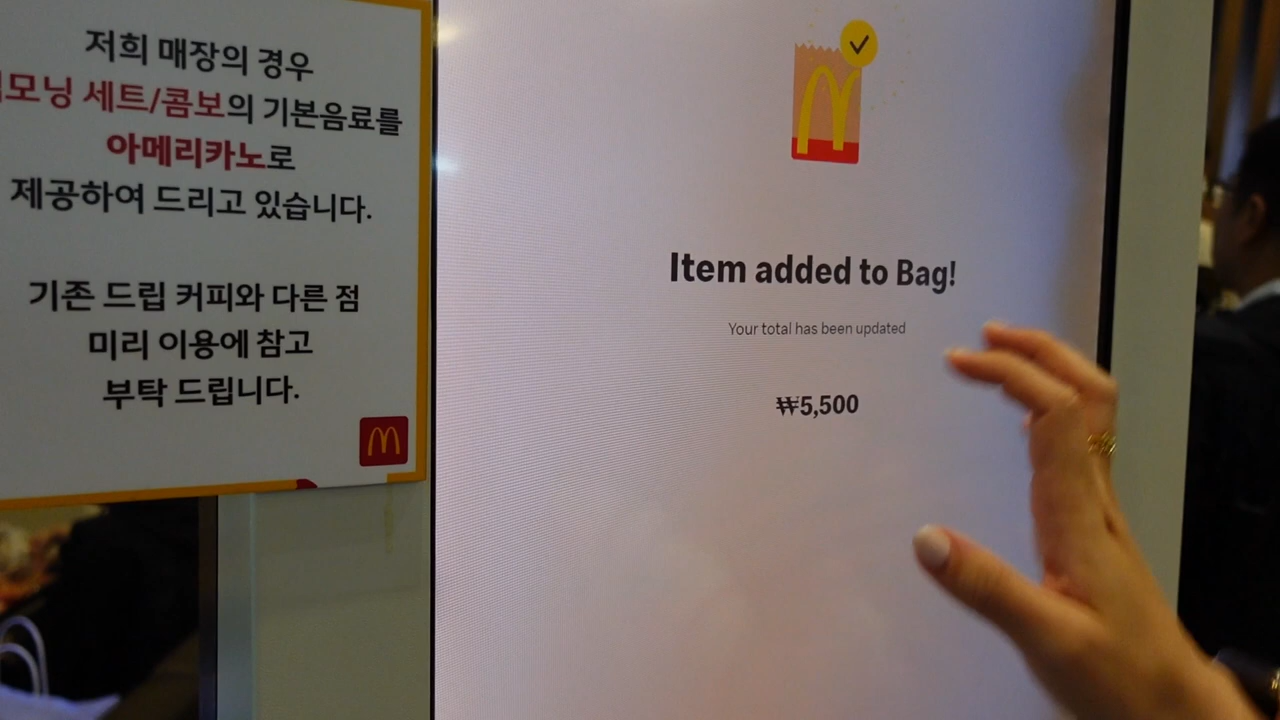 저희 매장의 경우
모닝 세트/콤보의 기본음료를
아메리카노로
제공하여 드리고 있습니다.
기존 드립 커피와 다른 점
미리 이용에 참고
부탁 드립니다.
Item added to Bag!
Your total has been updated
₩5,500